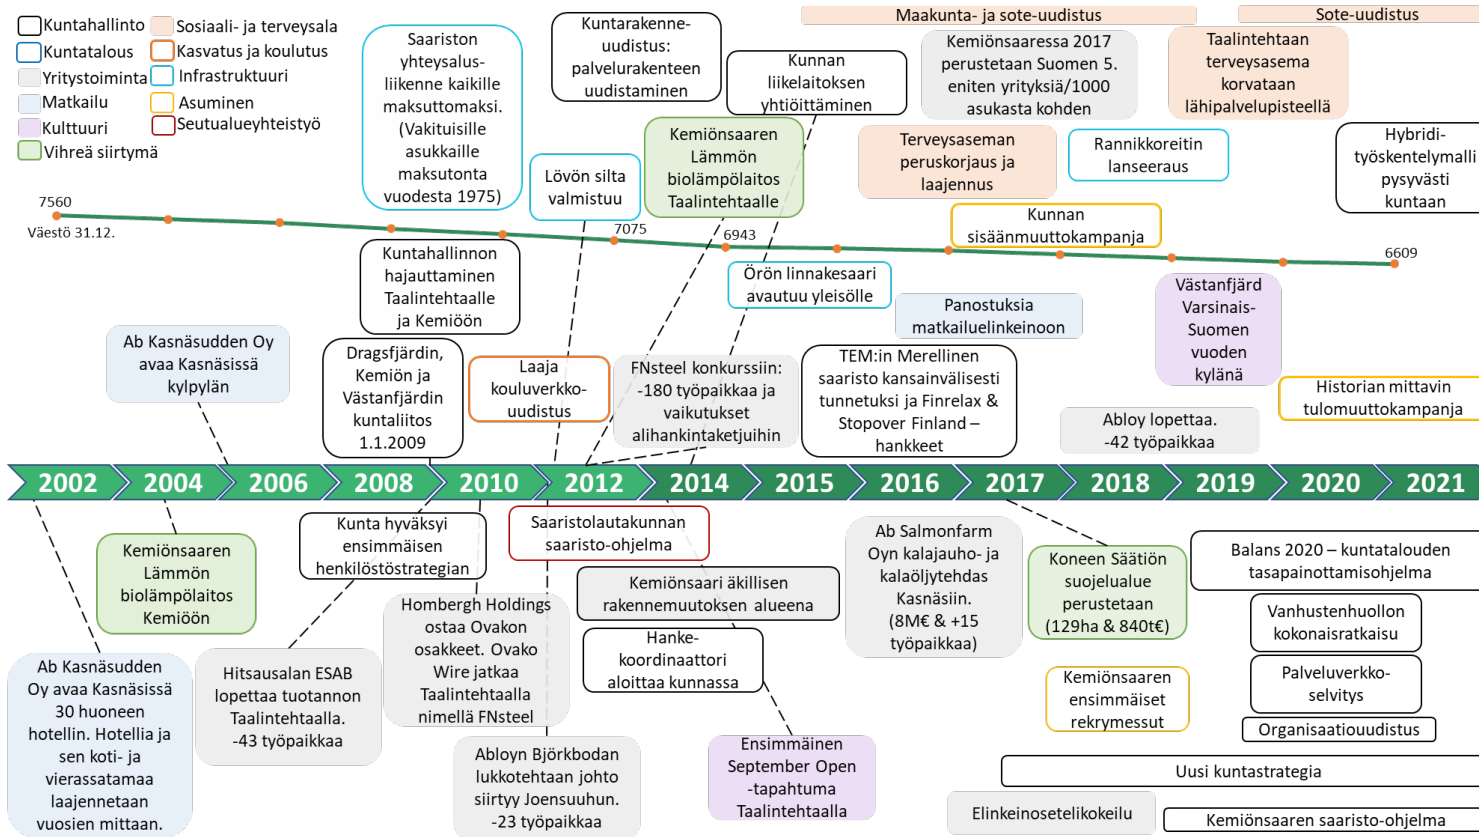 Kuntahallinto
Kuntatalous
Yritystoiminta
Matkailu
Kulttuuri
Vihreä siirtymä
Sosiaali- ja terveysala
Kasvatus ja koulutus
Infrastruktuuri
Asuminen
Seutualueyhteistyö
Saariston
yhteysalus-
liikenne kaikille
maksuttomaksi.
(Vakituisille
asukkaille
maksutonta
vuodesta 1975)
Kuntarakenne-
uudistus:
palvelurakenteen
uudistaminen
Kunnan
liikelaitoksen
yhtiöittäminen
Maakunta- ja sote-uudistus
Sote-uudistus
Kemiönsaaressa 2017
perustetaan Suomen 5.
eniten yrityksiä/1000
asukasta kohden
Taalintehtaan
terveysasema
korvataan
lähipalvelupisteellä
Lövön silta
valmistuu
Kemiönsaaren
Lämmön
biolämpölaitos
Taalintehtaalle
Terveysaseman
peruskorjaus ja
laajennus
Rannikkoreitin
lanseeraus
Hybridi-
työskentelymalli
pysyvästi
kuntaan
7560
Väestö 31.12.
7075
6943
6609
Kunnan
sisäänmuuttokampanja
Kuntahallinnon
hajauttaminen
Taalintehtaalle
ja Kemiöön
Örön linnakesaari
avautuu yleisölle
Panostuksia
matkailuelinkeinoon
Västanfjärd
Varsinais-
Suomen
vuoden
kylänä
Ab Kasnäsudden Oy
avaa Kasnäsissä
kylpylän
Dragsfjärdin,
Kemiön ja
Västanfjärdin
kuntaliitos
1.1.2009
Laaja
kouluverkko-
uudistus
FNsteel konkurssiin:
-180 työpaikkaa ja
vaikutukset
alihankintaketjuihin
TEM:in Merellinen
saaristo kansainvälisesti
tunnetuksi ja Finrelax &
Stopover Finland –
hankkeet
Abloy lopettaa.
-42 työpaikkaa
Historian mittavin
tulomuuttokampanja
2002
2004
2006
2008
2010
2012
2014
2015
2016
2017
2018
2019
2020
2021
Kemiönsaaren
Lämmön
biolämpölaitos
Kemiöön
Kunta hyväksyi
ensimmäisen
henkilöstöstrategian
Saaristolautakunnan
saaristo-ohjelma
Kemiönsaari äkillisen
rakennemuutoksen alueena
Ab Salmonfarm
Oyn kalajauho- ja
kalaöljytehdas
Kasnäsiin.
(8M€ & +15
työpaikkaa)
Koneen Säätiön
suojelualue
perustetaan
(129ha & 840t€)
Balans 2020 – kuntatalouden
tasapainottamisohjelma
Vanhustenhuollon
kokonaisratkaisu
Palveluverkko-
selvitys
Organisaatiouudistus
Ab Kasnäsudden
Oy avaa Kasnäsissä
30 huoneen
hotellin. Hotellia ja
sen koti- ja
vierassatamaa
laajennetaan
vuosien mittaan.
Hitsausalan ESAB
lopettaa tuotannon
Taalintehtaalla.
-43 työpaikkaa
Hombergh Holdings
ostaa Ovakon
osakkeet. Ovako
Wire jatkaa
Taalintehtaalla
nimellä FNsteel
Hanke-
koordinaattori
aloittaa kunnassa
Kemiönsaaren
ensimmäiset
rekrymessut
Abloyn Björkbodan
lukkotehtaan johto
siirtyy Joensuuhun.
-23 työpaikkaa
Ensimmäinen
September Open
-tapahtuma
Taalintehtaalla
Uusi kuntastrategia
Elinkeinosetelikokeilu
Kemiönsaaren saaristo-ohjelma